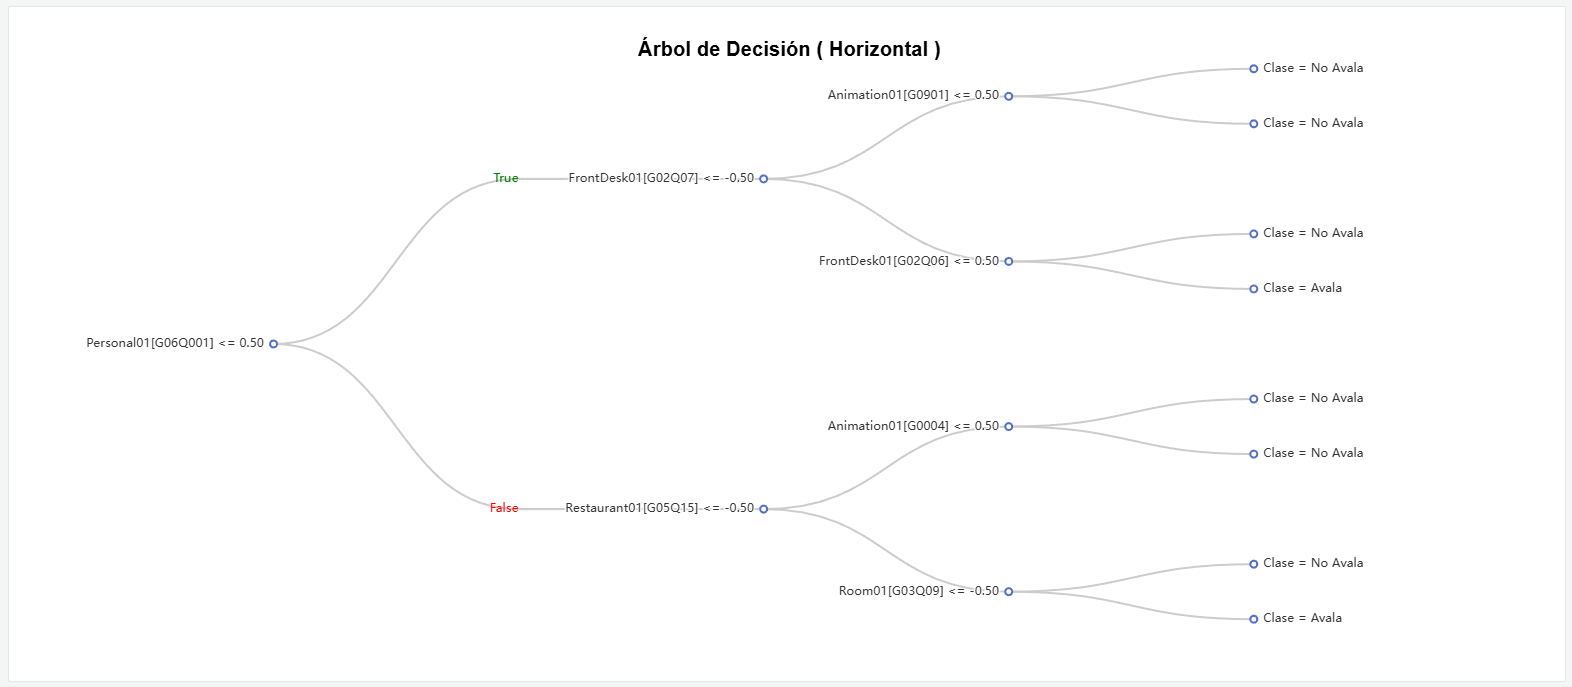 Árbol de Decisión ( Horizontal )
Clase = No Avala
Animation01[G0901] <= 0.50
Clase = No Avala
True
FrontDesk01[G02Q07] <= -0.50
Clase = No Avala
FrontDesk01[G02Q06] <= 0.50
Clase = Avala
Personal01[G06Q001] <= 0.50
Clase = No Avala
Animation01[G0004] <= 0.50
Clase = No Avala
False
Restaurant01[G05Q15] <= -0.50
Clase = No Avala
Room01[G03Q09] <= -0.50
Clase = Avala